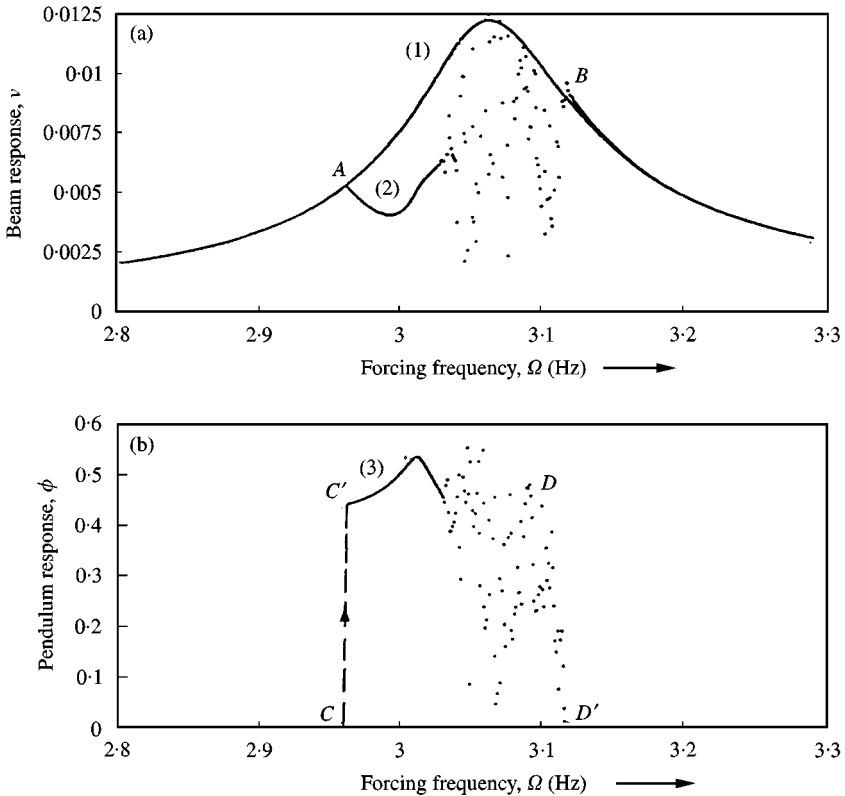 (a)
0·0125
0·01
0·0075
0·005
0·0025
0
Beam response, v
(1)
A
(2)
B
2·8
2·9
3
3·1
3·2
3·3
Forcing frequency, Ω (Hz)
(b)
0·6
0·5
0·4
0·3
0·2
0·1
0
Pendulum response, ϕ
(3)
C′
D
C
D′
2·8
2·9
3
3·1
3·2
3·3
Forcing frequency, Ω (Hz)